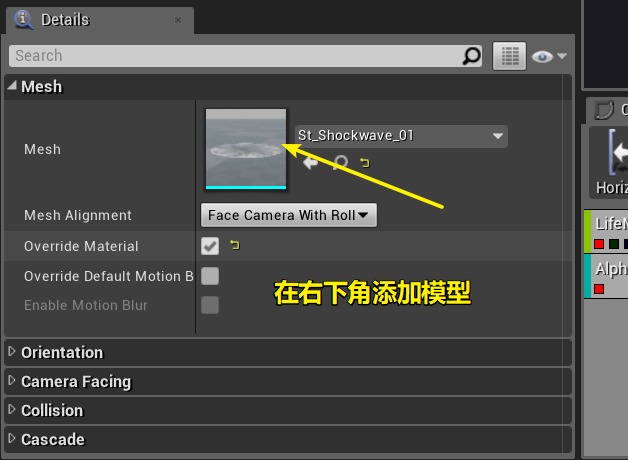 Details
Search
Mesh
Mesh
St_Shockwave_01
Mesh Alignment
Face Camera With Roll
Override Material
Override Default Motion B
Enable Motion Blur
在右下角添加模型
Orientation
Camera Facing
Collision
Cascade
Horiz
LifeM
Alph